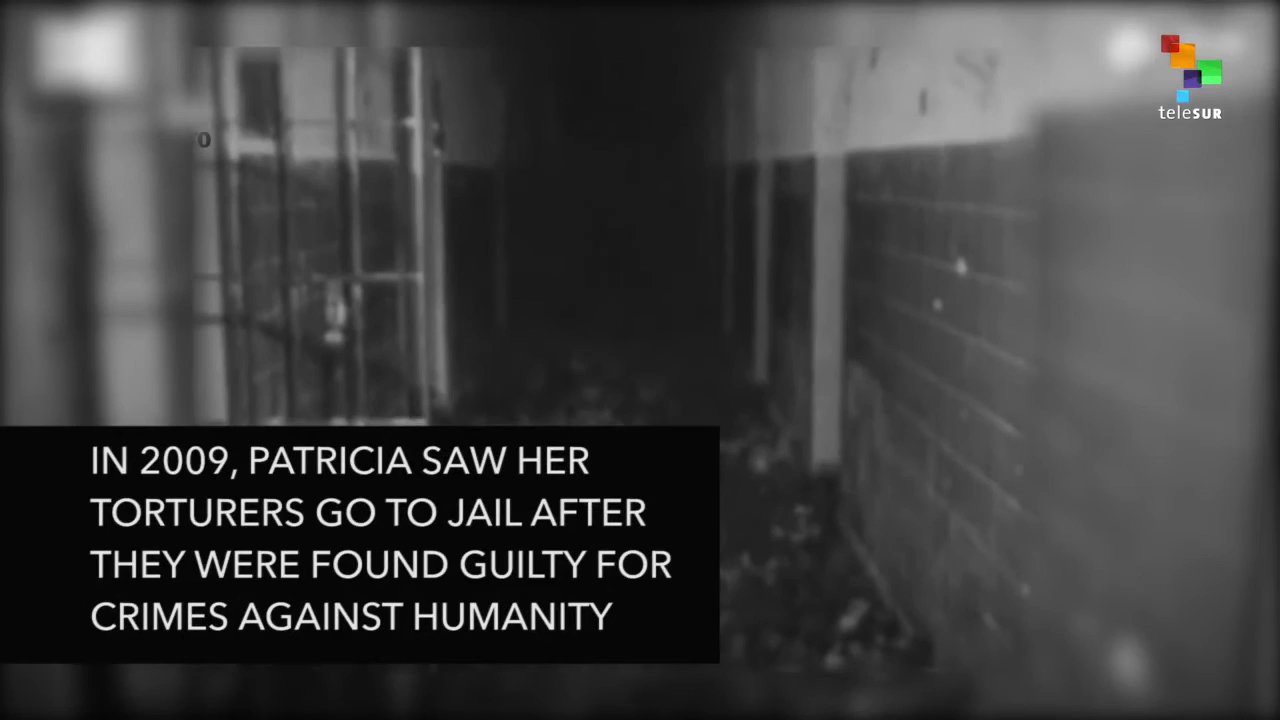 teleSUR
0
IN 2009, PATRICIA SAW HER
TORTURERS GO TO JAIL AFTER
THEY WERE FOUND GUILTY FOR
CRIMES AGAINST HUMANITY